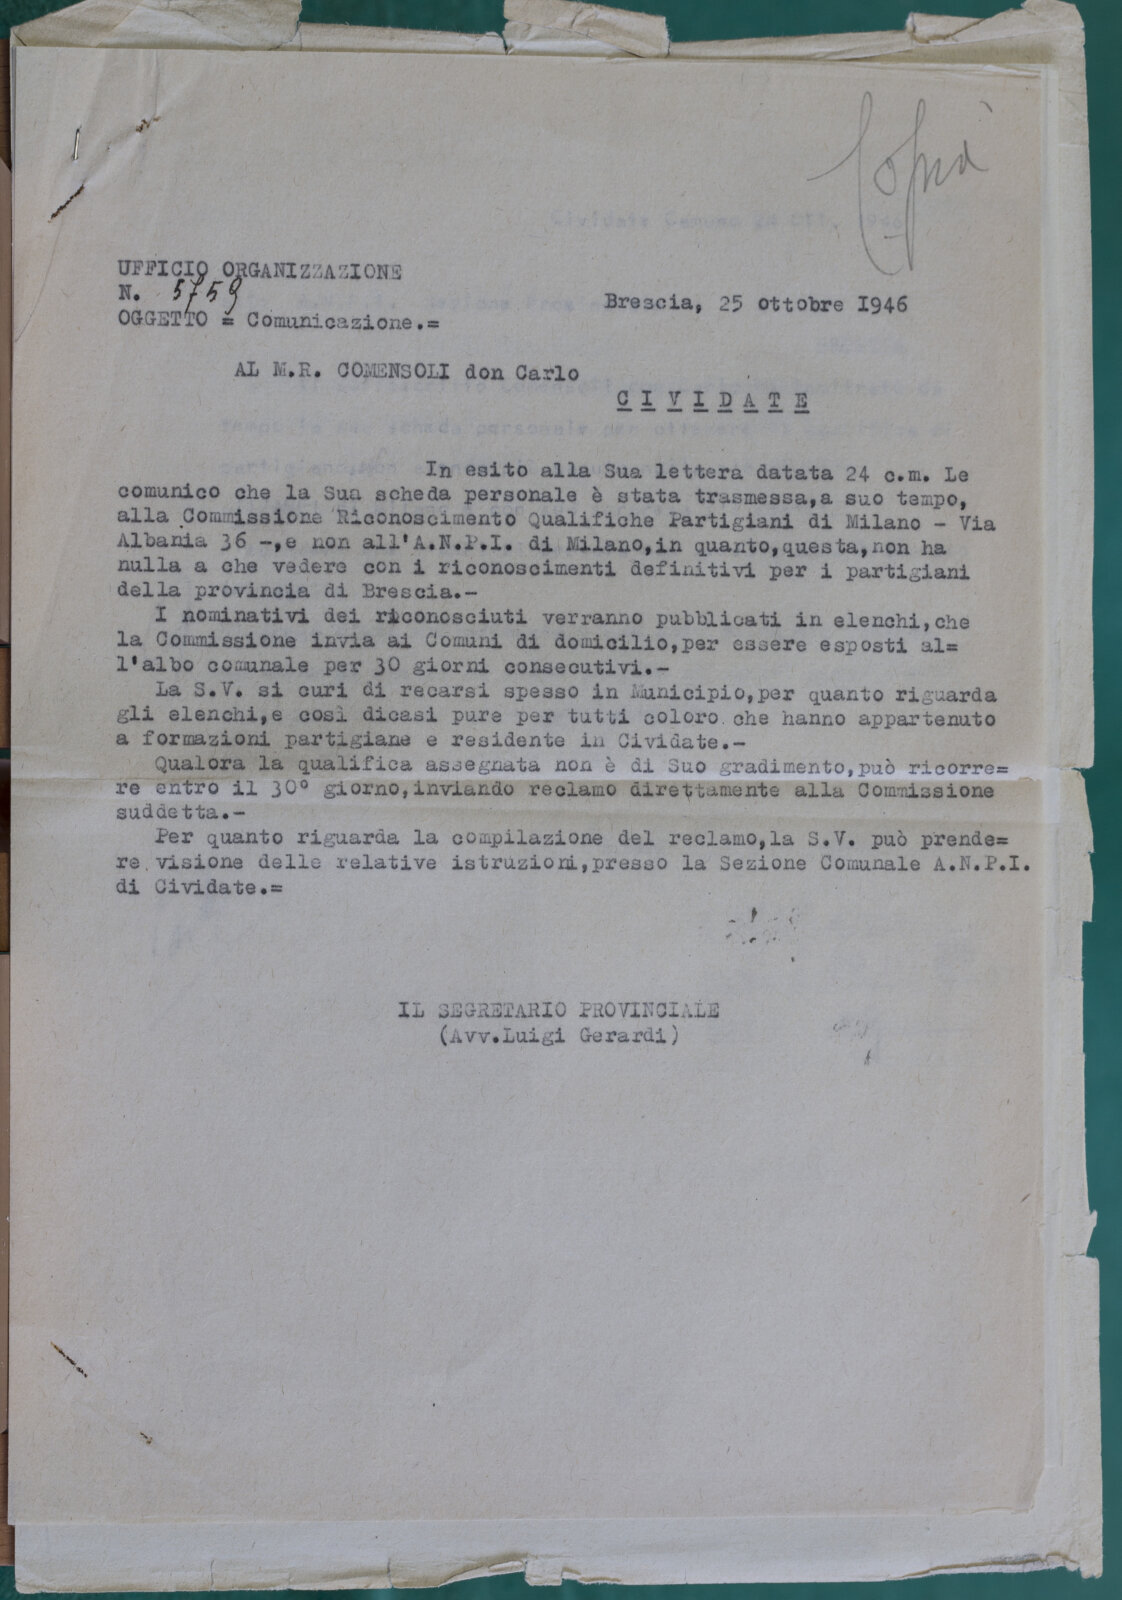 Copia
UFFICIO ORGANIZZAZIONE
N. 5759
Brescia, 25 ottobre 1946
OGGETTO = Comunicazione.=
AL M.R. COMENSOLI don Carlo
CIVIDATE
In esito alla Sua lettera datata 24 c.m. Le
comunico che la Sua scheda personale è stata trasmessa,a suo tempo,
alla Commissione Riconoscimento Qualifiche Partigiani di Milano - Via
Albania 36 -,e non all'A.N.P.I. di Milano,in quanto,questa,non ha
nulla a che vedere con i riconoscimenti definitivi per i partigiani
della provincia di Brescia.-
I nominativi dei riconosciuti verranno pubblicati in elenchi,che
la Commissione invia ai Comuni di domicilio,per essere esposti al=
l'albo comunale per 30 giorni consecutivi.-
La S.V. si curi di recarsi spesso in Municipio,per quanto riguarda
gli elenchi,e così dicasi pure per tutti coloro che hanno appartenuto
a formazioni partigiane e residente in Cividate.-
Qualora la qualifica assegnata non è di Suo gradimento,può ricorre=
re entro il 30° giorno,inviando reclamo direttamente alla Commissione
suddetta.-
Per quanto riguarda la compilazione del reclamo,la S.V. può prende=
re visione delle relative istruzioni,presso la Sezione Comunale A.N.P.I.
di Cividate.=
IL SEGRETARIO PROVINCIALE
(Avv.Luigi Gerardi)